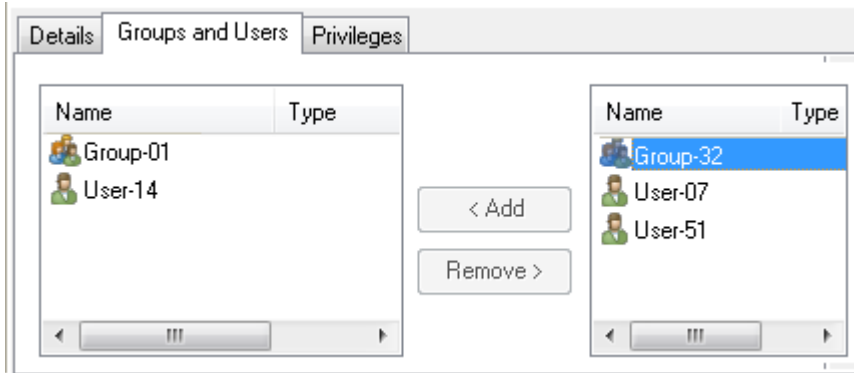 Details Groups and Users Privileges
Name Type
Group-01
User-14
< Add
Remove >
Name Type
Group-32
User-07
User-51